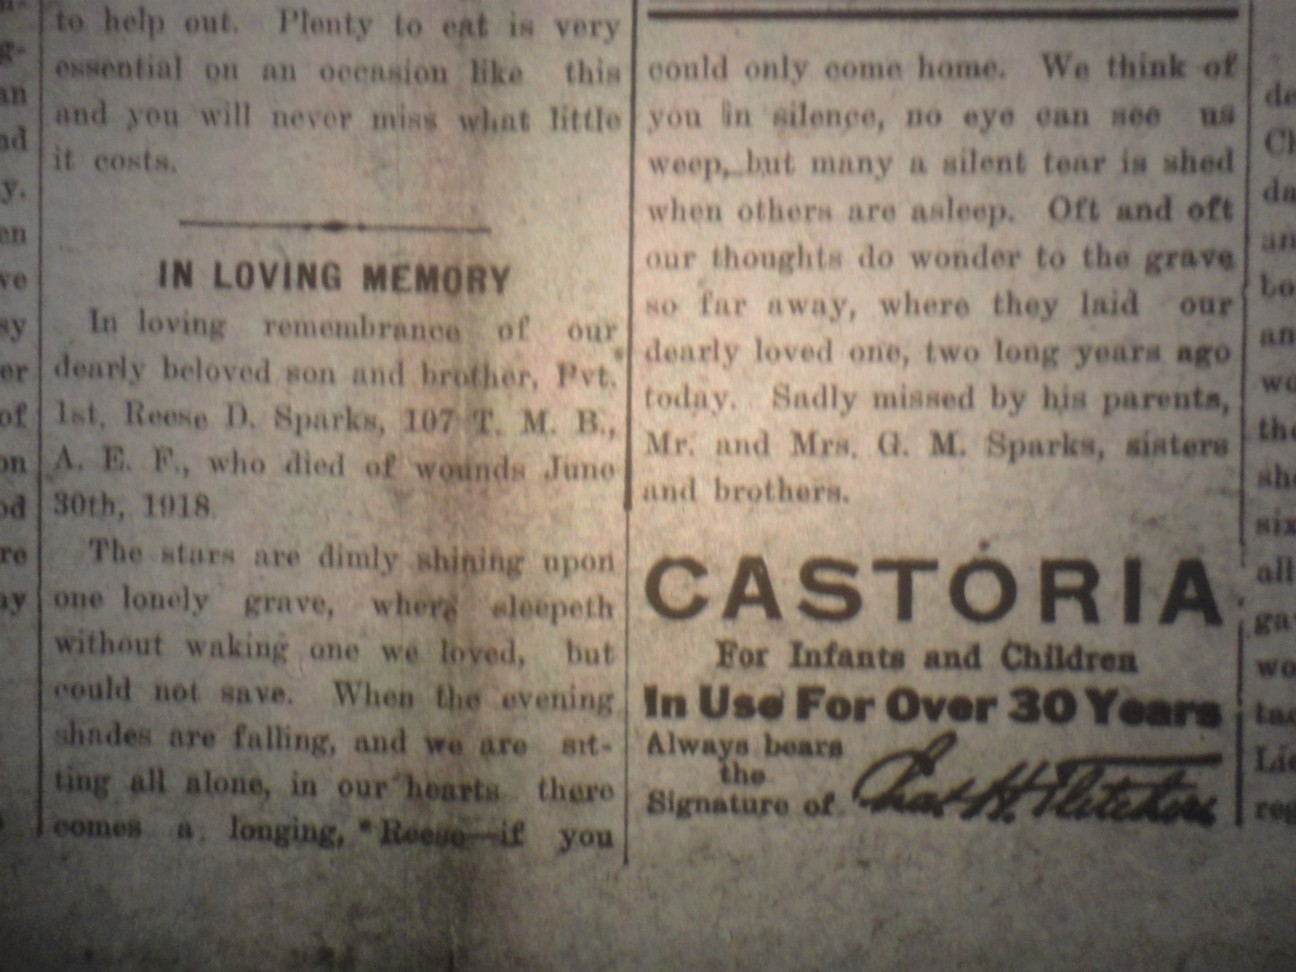 to help out. Plenty to eat is very
essential on an occasion like this
and you will never miss what little
it costs.
IN LOVING MEMORY
In loving remembrance of our
dearly beloved son and brother, Pvt.
1st, Reese D. Sparks, 107 T. M. B.,
A. E. F., who died of wounds June
30th, 1918.
The stars are dimly shining upon
one lonely grave, where sleepeth
without waking one we loved, but
could not save. When the evening
shades are falling, and we are sit-
ting all alone, in our hearts there
comes a longing, Reese—if you
could only come home. We think of
you in silence, no eye can see us
weep, but many a silent tear is shed
when others are asleep. Oft and oft
our thoughts do wonder to the grave
so far away, where they laid our
dearly loved one, two long years ago
today. Sadly missed by his parents,
Mr. and Mrs. G. M. Sparks, sisters
and brothers.
CASTORIA
For Infants and Children
In Use For Over 30 Years
Always bears
the
Signature of Chas. H. Fletcher